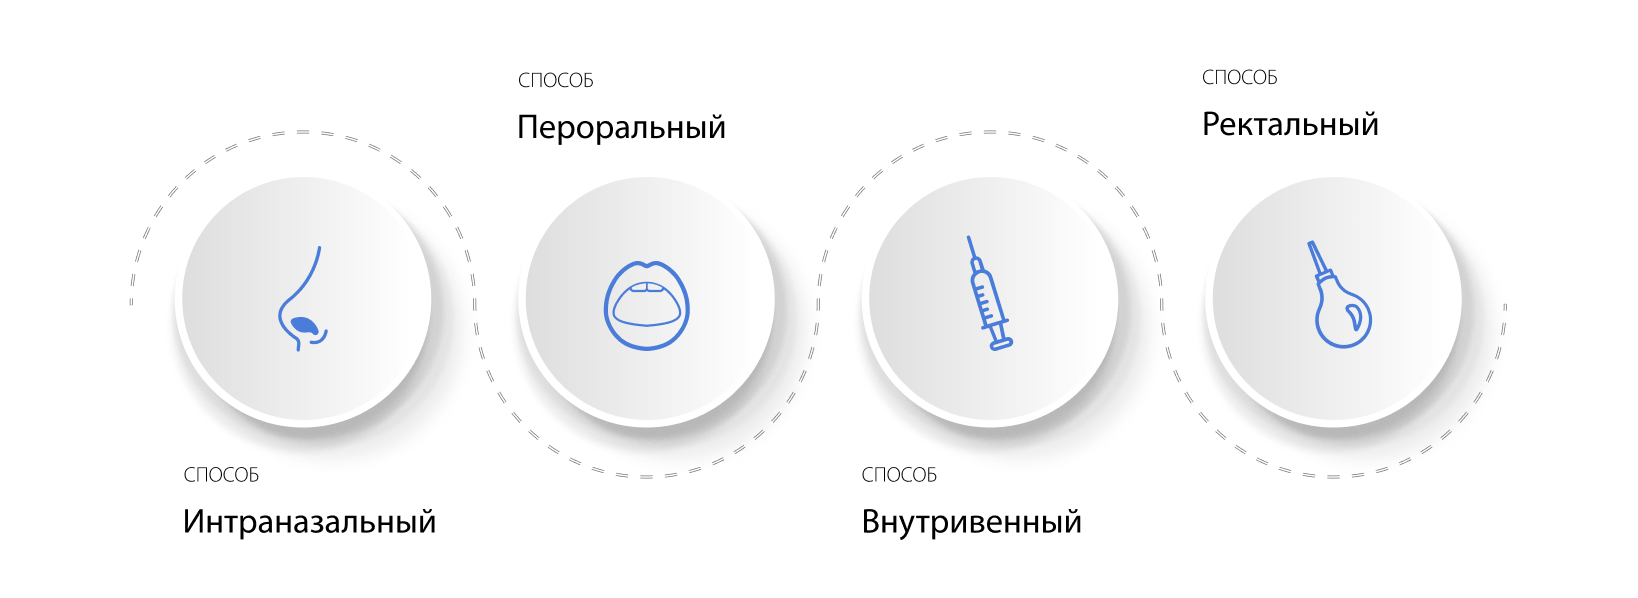 СПОСОБ
Интраназальный
СПОСОБ
Пероральный
СПОСОБ
Внутривенный
СПОСОБ
Ректальный